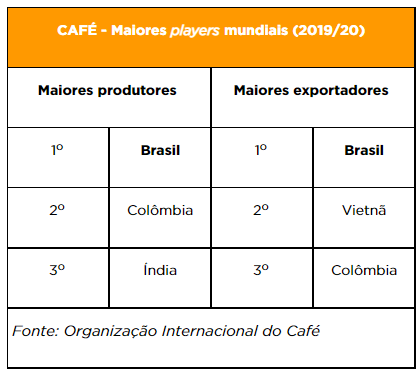 CAFÉ - Maiores players mundiais (2019/20)
Maiores produtores Maiores exportadores
1º Brasil 1º Brasil
2º Colômbia 2º Vietnã
3º Índia 3º Colômbia
Fonte: Organização Internacional do Café